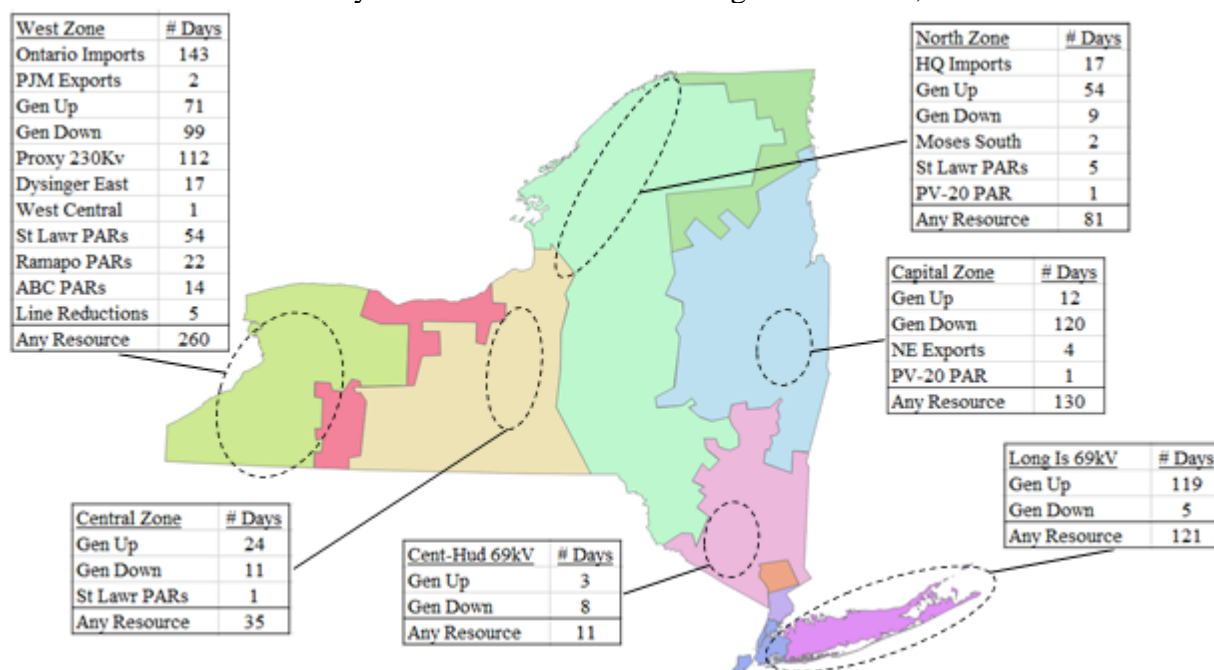 West Zone # Days
Ontario Imports 143
PJM Exports 2
Gen Up 71
Gen Down 99
Proxy 230Kv 112
Dysinger East 17
West Central 1
St Lawr PARs 54
Ramapo PARs 22
ABC PARs 14
Line Reductions 5
Any Resource 260
North Zone # Days
HQ Imports 17
Gen Up 54
Gen Down 9
Moses South 2
St Lawr PARs 5
PV-20 PAR 1
Any Resource 81
Capital Zone # Days
Gen Up 12
Gen Down 120
NE Exports 4
PV-20 PAR 1
Any Resource 130
Long Is 69kV # Days
Gen Up 119
Gen Down 5
Any Resource 121
Central Zone # Days
Gen Up 24
Gen Down 11
St Lawr PARs 1
Any Resource 35
Cent-Hud 69kV # Days
Gen Up 3
Gen Down 8
Any Resource 11